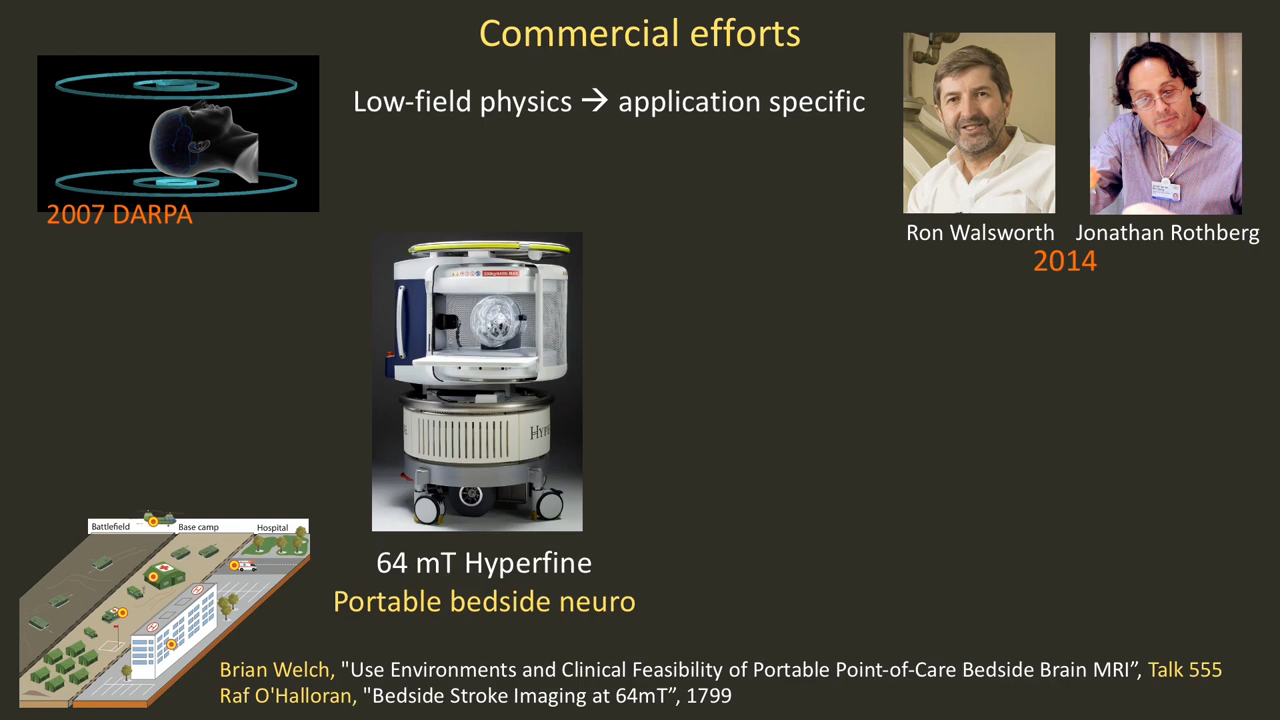 Commercial efforts
Low-field physics → application specific
2007 DARPA
Ron Walsworth
Jonathan Rothberg
2014
HYP
64 mT Hyperfine
Portable bedside neuro
Battlefield
Base camp
Hospital
Brian Welch, "Use Environments and Clinical Feasibility of Portable Point-of-Care Bedside Brain MRI”, Talk 555
Raf O'Halloran, "Bedside Stroke Imaging at 64mT”, 1799